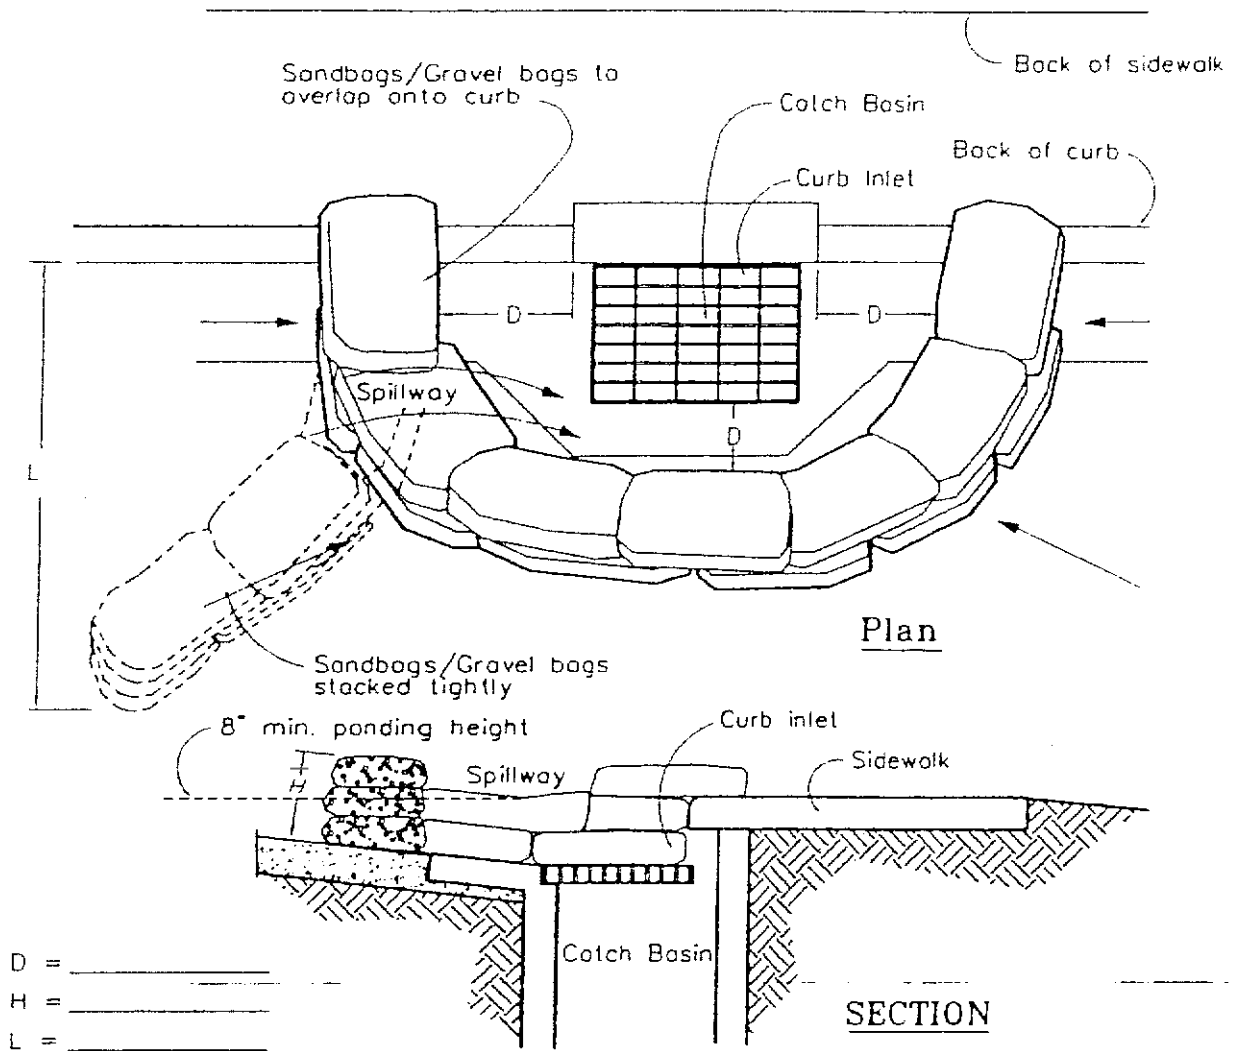 Back of sidewalk
Sandbags/Gravel bags to
overlap onto curb
Catch Basin
Back of curb
Curb Inlet
D
D
Spillway
D
L
Plan
Sandbags/Gravel bags
stacked tightly
8" min. ponding height
Curb inlet
Spillway
Sidewalk
H
Catch Basin
D =
H =
L =
SECTION